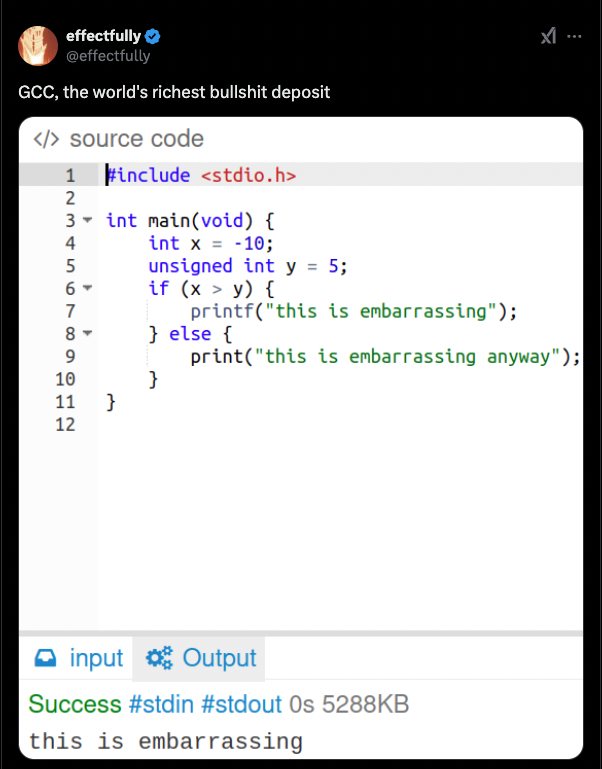 effectfully
@effectfully
GCC, the world's richest bullshit deposit
</> source code
1 #include <stdio.h>
2
3 int main(void) {
4     int x = -10;
5     unsigned int y = 5;
6     if (x > y) {
7         printf("this is embarrassing");
8     } else {
9         print("this is embarrassing anyway");
10     }
11 }
12
input Output
Success #stdin #stdout 0s 5288KB
this is embarrassing